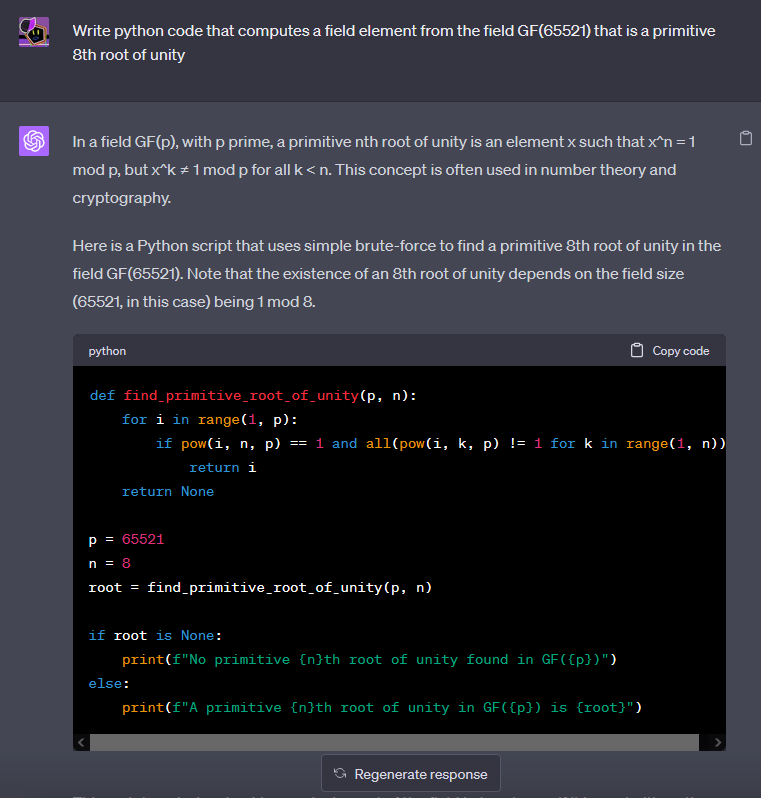 Write python code that computes a field element from the field GF(65521) that is a primitive
8th root of unity
In a field GF(p), with p prime, a primitive nth root of unity is an element x such that x^n = 1
mod p, but x^k ≠ 1 mod p for all k < n. This concept is often used in number theory and
cryptography.
Here is a Python script that uses simple brute-force to find a primitive 8th root of unity in the
field GF(65521). Note that the existence of an 8th root of unity depends on the field size
(65521, in this case) being 1 mod 8.
python
Copy code
def find_primitive_root_of_unity(p, n):
    for i in range(1, p):
        if pow(i, n, p) == 1 and all(pow(i, k, p) != 1 for k in range(1, n))
            return i
    return None
p = 65521
n = 8
root = find_primitive_root_of_unity(p, n)
if root is None:
    print(f"No primitive {n}th root of unity found in GF({p})")
else:
    print(f"A primitive {n}th root of unity in GF({p}) is {root}")
Regenerate response